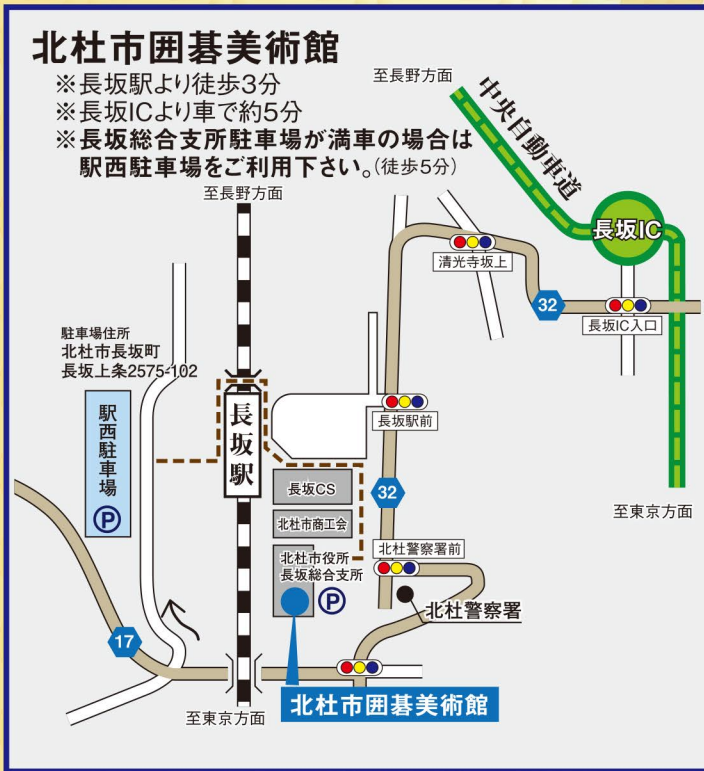 北杜市囲碁美術館
※長坂駅より徒歩3分
※長坂ICより車で約5分
※長坂総合支所駐車場が満車の場合は
駅西駐車場をご利用下さい。(徒歩5分)
至長野方面
中央自動車道
至長野方面
長坂IC
清光寺坂上
32
長坂IC入口
駐車場住所
北杜市長坂町
長坂上条2575-102
駅西駐車場
P
長坂駅
長坂駅前
長坂CS
32
北杜市商工会
至東京方面
北杜警察署前
北杜市役所
長坂総合支所
P
北杜警察署
17
北杜市囲碁美術館
至東京方面